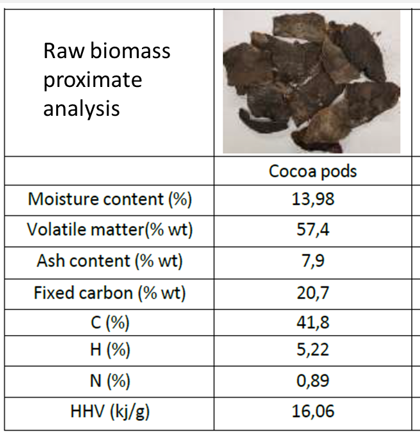 Raw biomass
proximate
analysis
Cocoa pods
Moisture content (%) 13,98
Volatile matter(% wt) 57,4
Ash content (% wt) 7,9
Fixed carbon (% wt) 20,7
C (%) 41,8
H (%) 5,22
N (%) 0,89
HHV (kj/g) 16,06